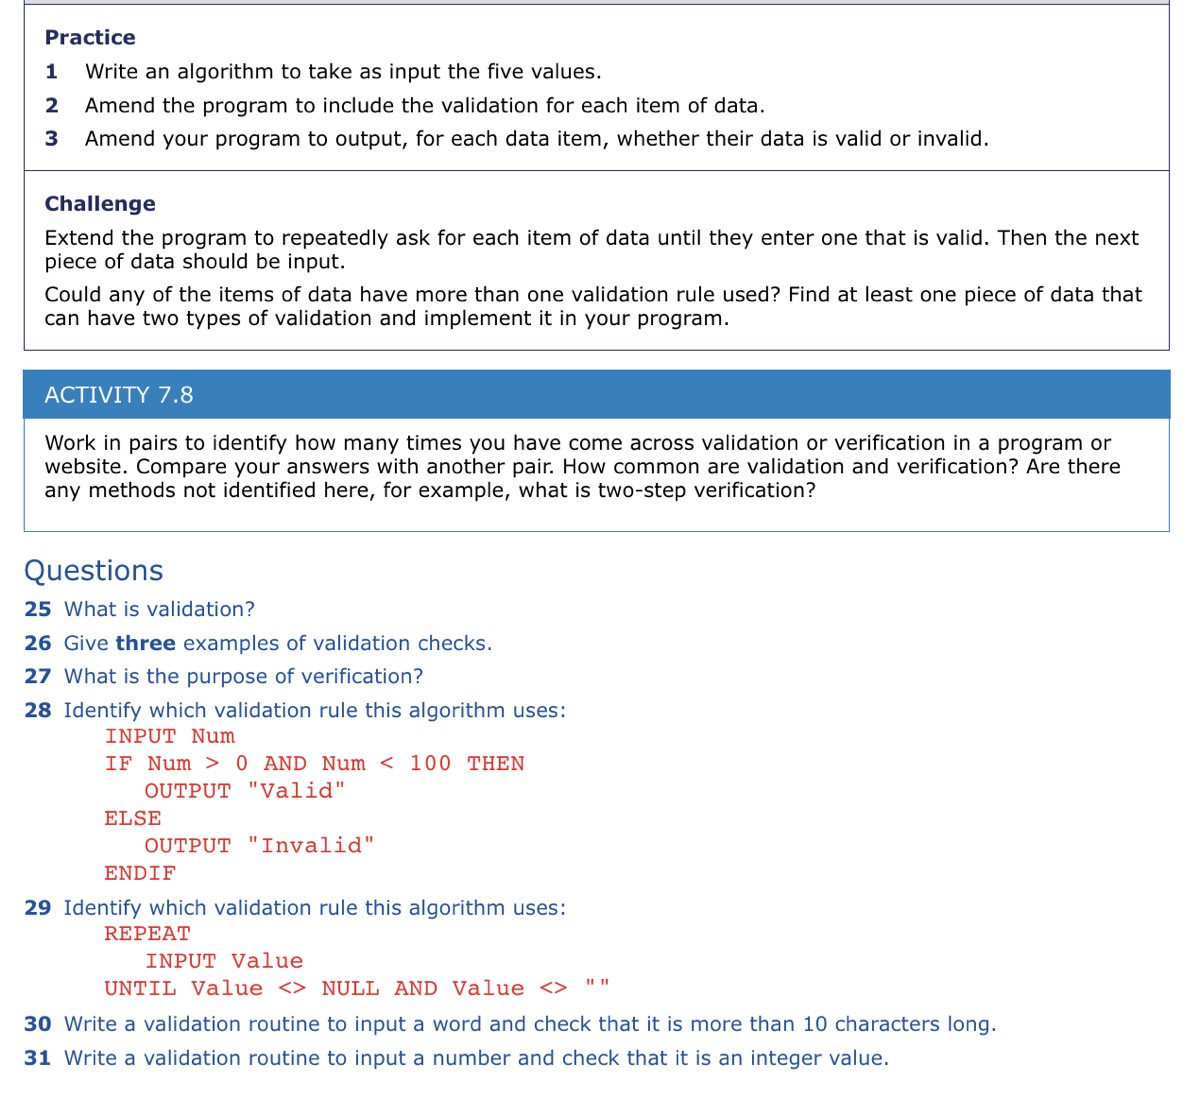 Practice
1 Write an algorithm to take as input the five values.
2 Amend the program to include the validation for each item of data.
3 Amend your program to output, for each data item, whether their data is valid or invalid.
Challenge
Extend the program to repeatedly ask for each item of data until they enter one that is valid. Then the next
piece of data should be input.
Could any of the items of data have more than one validation rule used? Find at least one piece of data that
can have two types of validation and implement it in your program.
ACTIVITY 7.8
Work in pairs to identify how many times you have come across validation or verification in a program or
website. Compare your answers with another pair. How common are validation and verification? Are there
any methods not identified here, for example, what is two-step verification?
Questions
25 What is validation?
26 Give three examples of validation checks.
27 What is the purpose of verification?
28 Identify which validation rule this algorithm uses:
INPUT Num
IF Num > 0 AND Num < 100 THEN
OUTPUT "Valid"
ELSE
OUTPUT "Invalid"
ENDIF
29 Identify which validation rule this algorithm uses:
REPEAT
INPUT Value
UNTIL Value <> NULL AND Value <> ""
30 Write a validation routine to input a word and check that it is more than 10 characters long.
31 Write a validation routine to input a number and check that it is an integer value.